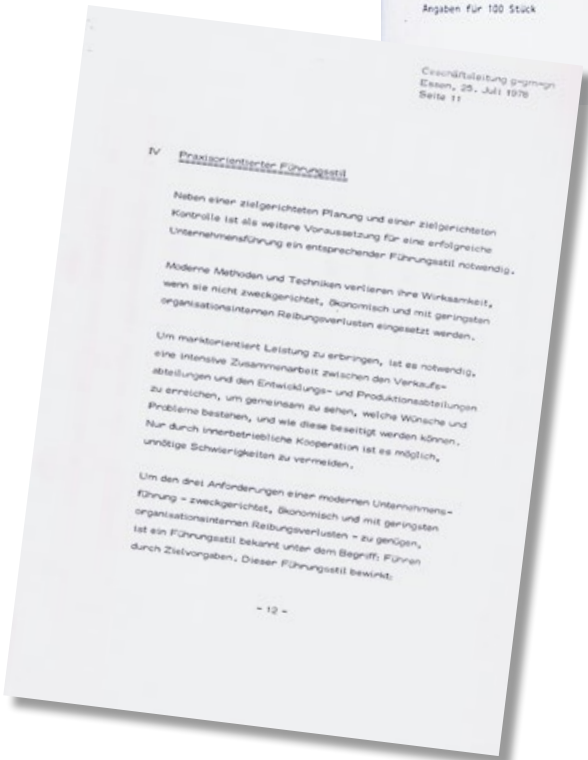 Angaben für 100 Stück
Geschäftsleitung g-gm-gn
Essen, 25. Juli 1978
Seite 11
IV Praxisorientierter Führungsstil
Neben einer zielgerichteten Planung und einer zielgerichteten
Kontrolle ist als weitere Voraussetzung für eine erfolgreiche
Unternehmensführung ein entsprechender Führungsstil notwendig.
Moderne Methoden und Techniken verlieren ihre Wirksamkeit,
wenn sie nicht zweckgerichtet, ökonomisch und mit geringsten
organisationsinternen Reibungsverlusten eingesetzt werden.
Um marktorientiert Leistung zu erbringen, ist es notwendig,
eine intensive Zusammenarbeit zwischen den Verkaufs-
abteilungen und den Entwicklungs- und Produktionsabteilungen
zu erreichen, um gemeinsam zu sehen, welche Wünsche und
Probleme bestehen, und wie diese beseitigt werden können.
Nur durch innerbetriebliche Kooperation ist es möglich,
unnötige Schwierigkeiten zu vermeiden.
Um den drei Anforderungen einer modernen Unternehmens-
führung - zweckgerichtet, ökonomisch und mit geringsten
organisationsinternen Reibungsverlusten - zu genügen,
ist ein Führungsstil bekannt unter dem Begriff: Führen
durch Zielvorgaben. Dieser Führungsstil bewirkt:
- 12 -